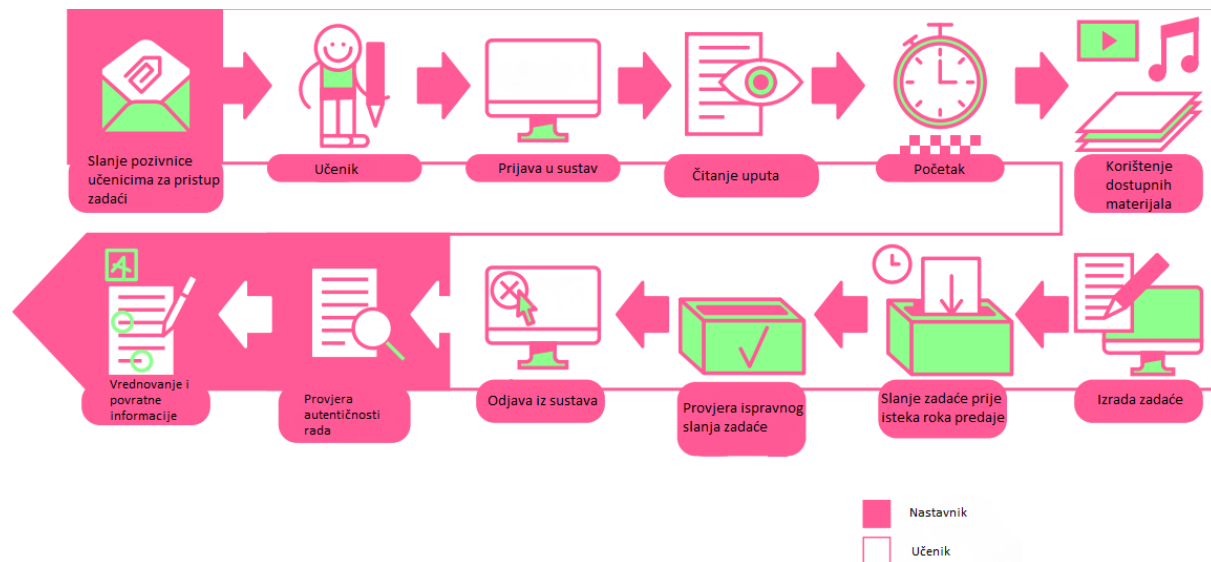 Slanje pozivnice
učenicima za pristup
zadaći
Učenik
Prijava u sustav
Čitanje uputa
Početak
Korištenje
dostupnih
materijala
Vrednovanje i
povratne
informacije
Provjera
autentičnosti
rada
Odjava iz sustava
Provjera ispravnog
slanja zadaće
Slanje zadaće prije
isteka roka predaje
Izrada zadaće
Nastavnik
Učenik